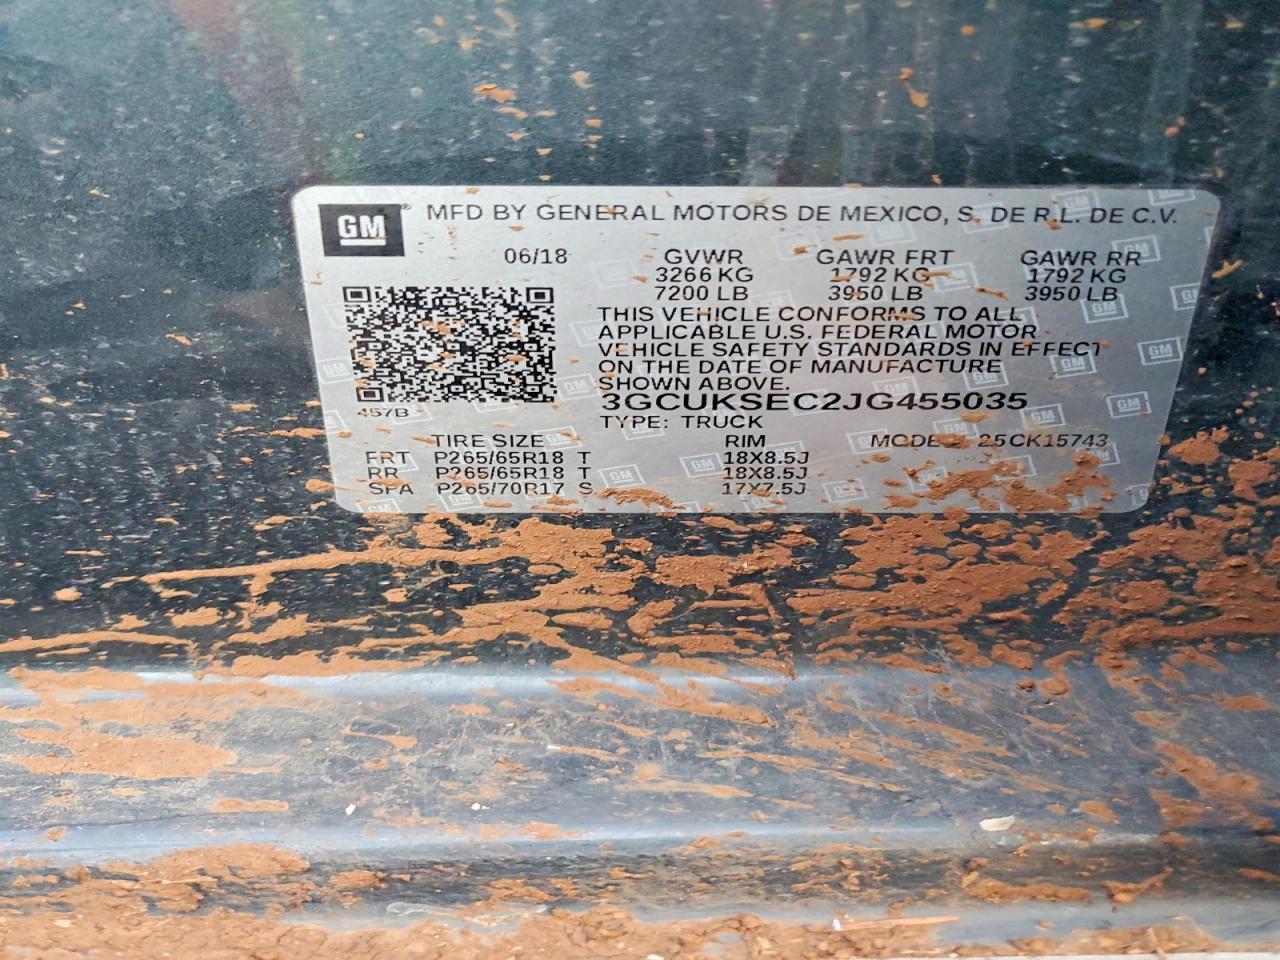 GM MFD BY GENERAL MOTORS DE MEXICO, S. DE R.L. DE C.V.
06/18 GVWR GAWR FRT GAWR RR
3266 KG 1792 KG 1792 KG
7200 LB 3950 LB 3950 LB
THIS VEHICLE CONFORMS TO ALL
APPLICABLE U.S. FEDERAL MOTOR
VEHICLE SAFETY STANDARDS IN EFFECT
ON THE DATE OF MANUFACTURE
SHOWN ABOVE.
3GCUKSEC2JG455035
457B
TYPE: TRUCK
TIRE SIZE RIM MODEL: 25CK15743
FRT P265/65R18 T 18X8.5J
RR P265/65R18 T 18X8.5J
SPA P265/70R17 S 17X7.5J